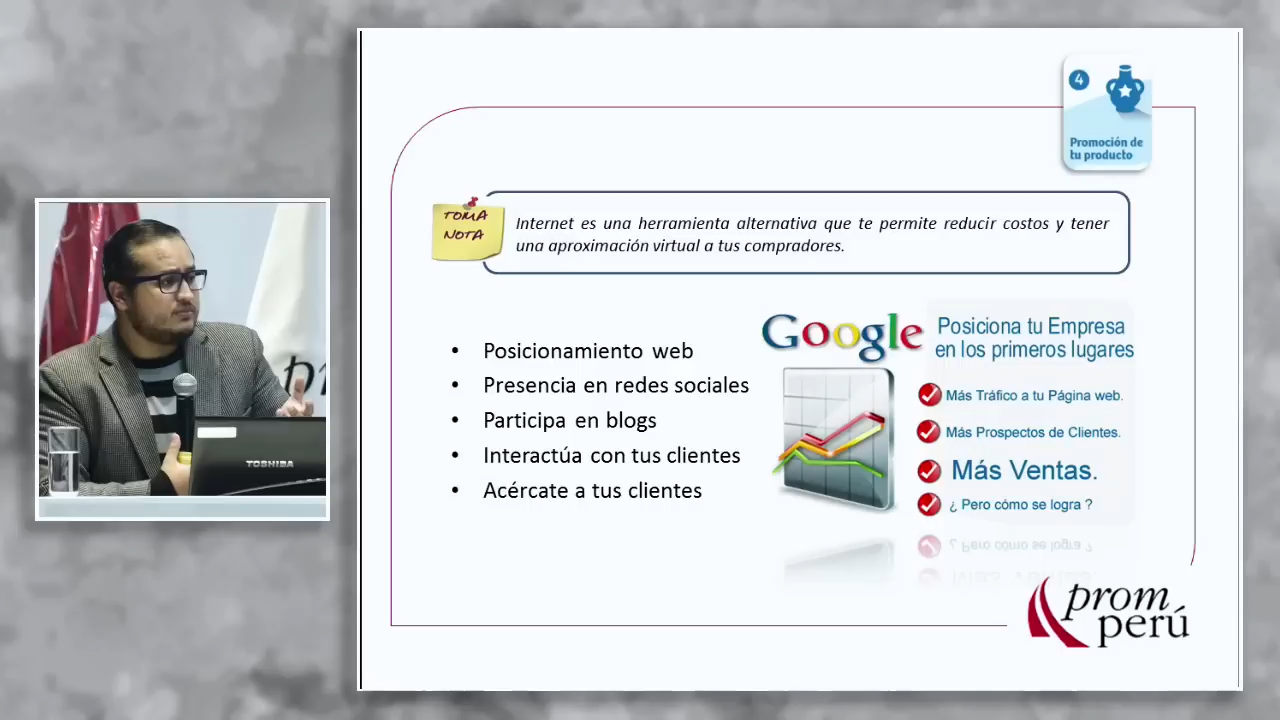 4
Promoción de
tu producto
TOMA
NOTA
Internet es una herramienta alternativa que te permite reducir costos y tener
una aproximación virtual a tus compradores.
• Posicionamiento web
• Presencia en redes sociales
• Participa en blogs
• Interactúa con tus clientes
• Acércate a tus clientes
Google
Posiciona tu Empresa
en los primeros lugares
Más Tráfico a tu Página web.
Más Prospectos de Clientes.
Más Ventas.
¿ Pero cómo se logra ?
prom
perú
TOSHIBA